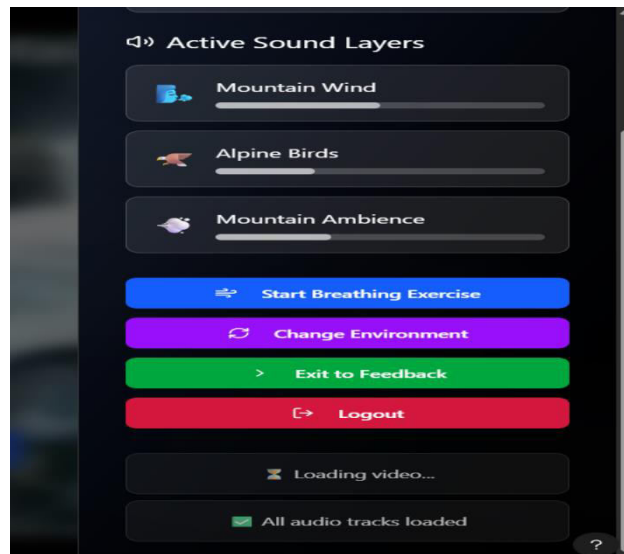 Active Sound Layers
Mountain Wind
Alpine Birds
Mountain Ambience
Start Breathing Exercise
Change Environment
> Exit to Feedback
Logout
Loading video...
All audio tracks loaded
?